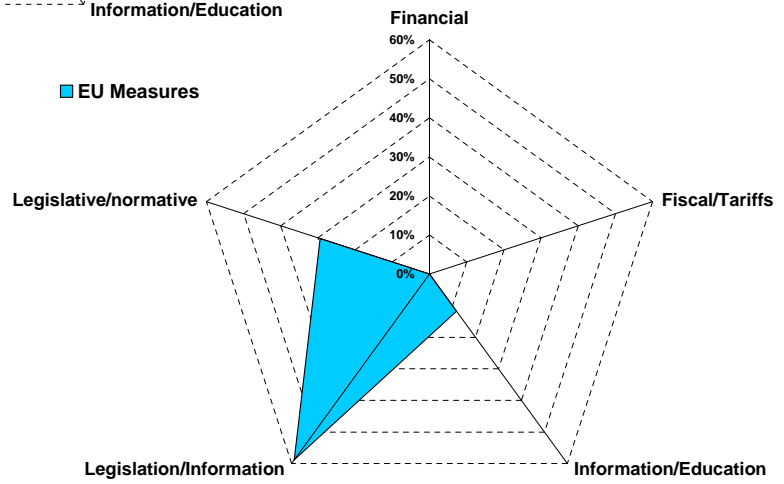 Information/Education
Financial
60%
EU Measures
50%
40%
30%
Legislative/normative
Fiscal/Tariffs
20%
10%
0%
Legislation/Information
Information/Education